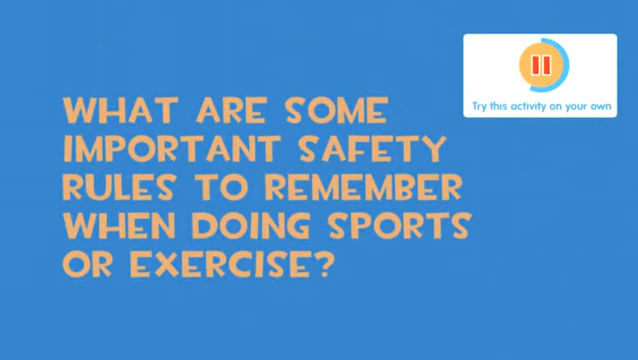 WHAT ARE SOME
IMPORTANT SAFETY
RULES TO REMEMBER
WHEN DOING SPORTS
OR EXERCISE?
Try this activity on your own